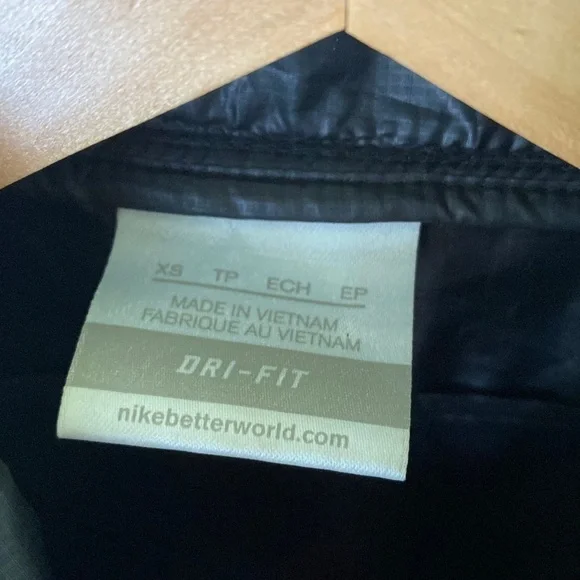 XS TP ECH EP
MADE IN VIETNAM
FABRIQUE AU VIETNAM
DRI-FIT
nikebetterworld.com